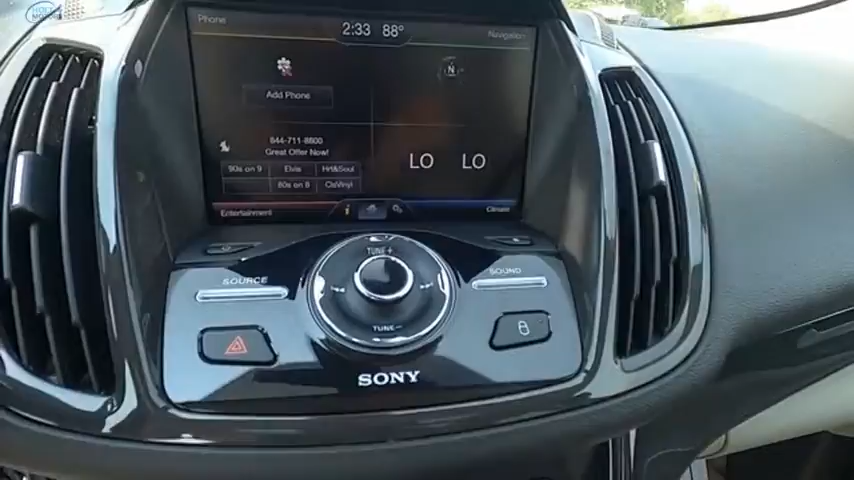 Phone
2:33 88°
Navigation
N
Add Phone
844-711-8800
Great Offer Now!
90s on 9 Elvis Hrt&Soul
80s on 8 ClsVinyl
LO LO
Entertainment
i
Climate
TUNE +
SOURCE
SOUND
TUNE –
SONY